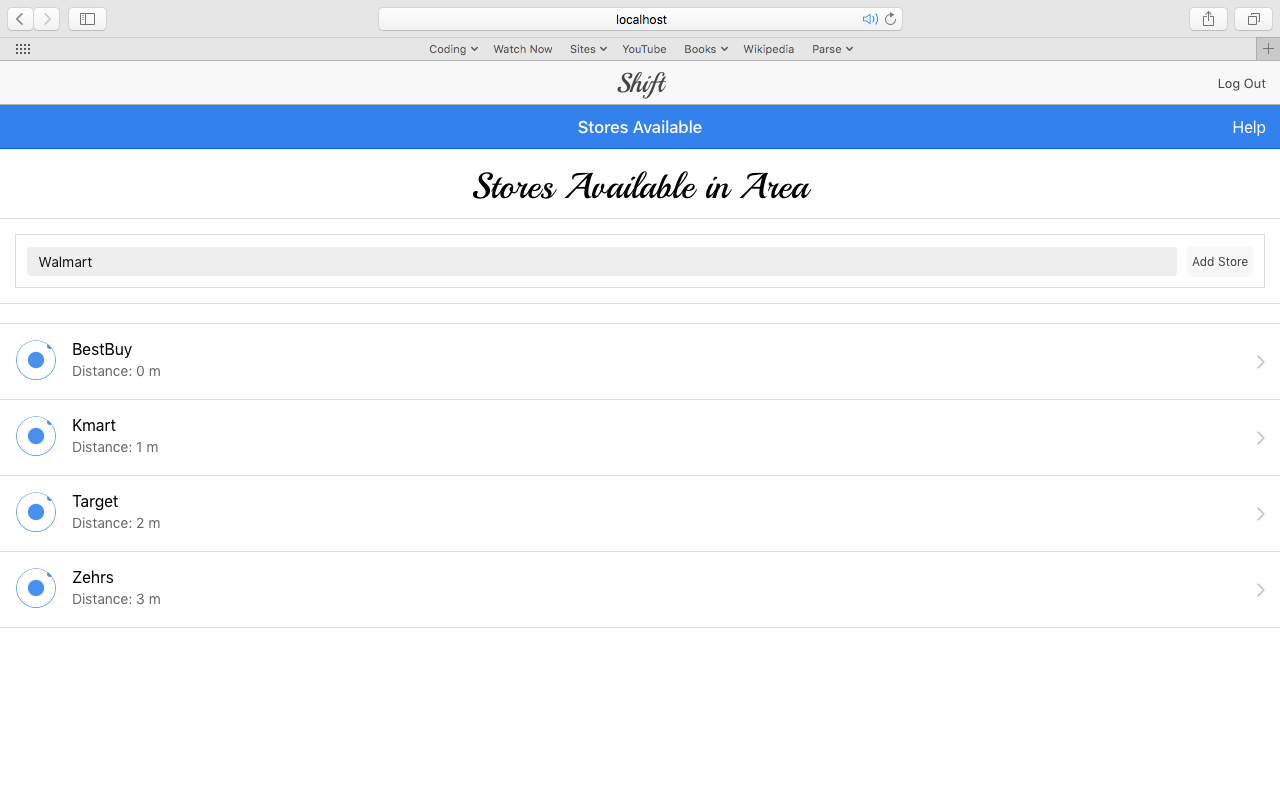 localhost
Coding Watch Now Sites YouTube Books Wikipedia Parse
Shift
Log Out
Stores Available
Help
Stores Available in Area
Walmart
Add Store
BestBuy
Distance: 0 m
Kmart
Distance: 1 m
Target
Distance: 2 m
Zehrs
Distance: 3 m